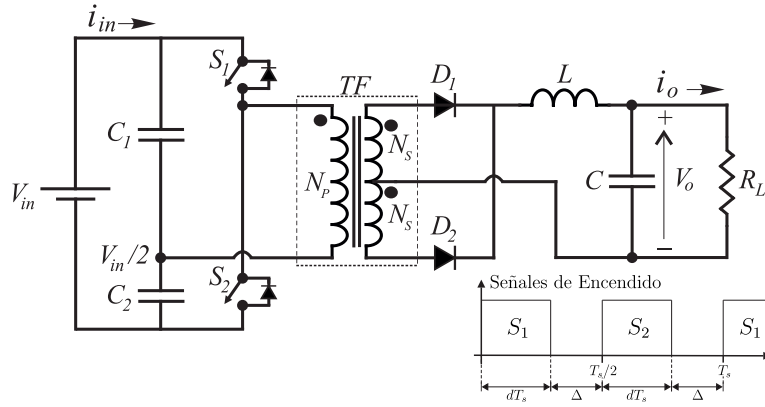 i_in
S_1
TF
D_1
L
i_o
C_1
N_S
+
V_in
N_P
C
V_o
R_L
N_S
V_in/2
D_2
−
S_2
C_2
Señales de Encendido
S_1 S_2 S_1
T_s/2 T_s
dT_s Δ dT_s Δ